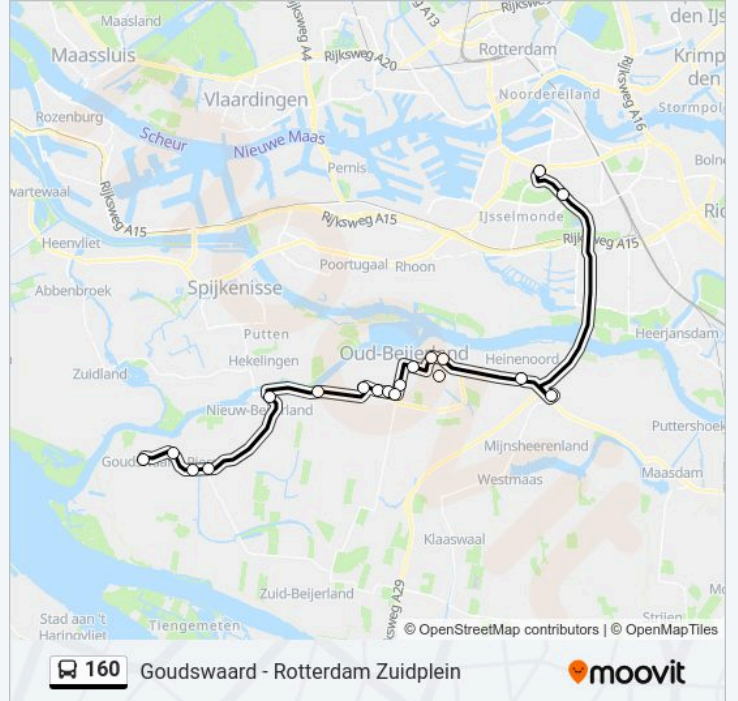 Maasland
Rijksweg A4
A13
Rijkswe
den IJs
Maassluis
Rijksweg A20
Rotterdam
Krimp
den
Vlaardingen
Noordereiland
Rijksweg A16
Rozenburg
Scheur
Nieuwe Maas
Stormpol
Pernis
Bolne
wartewaal
Rijksweg A15
Rijksweg A15
IJsselmonde
Ric
Heenvliet
Rijksweg A15
Poortugaal
Rhoon
Abbenbroek
Spijkenisse
Putten
Heerjansdam
Oud-Beijerland
Hekelingen
Heinenoord
Zuidland
Nieuw-Beijerland
Puttershoek
Mijnsheerenland
Maasdam
Westmaas
Klaaswaal
Zuid-Beijerland
Rijksweg A29
Mo
Stad aan 't
Haringvliet
Tiengemeten
Strijen
© OpenStreetMap contributors | © OpenMapTiles
160
Goudswaard - Rotterdam Zuidplein
moovit